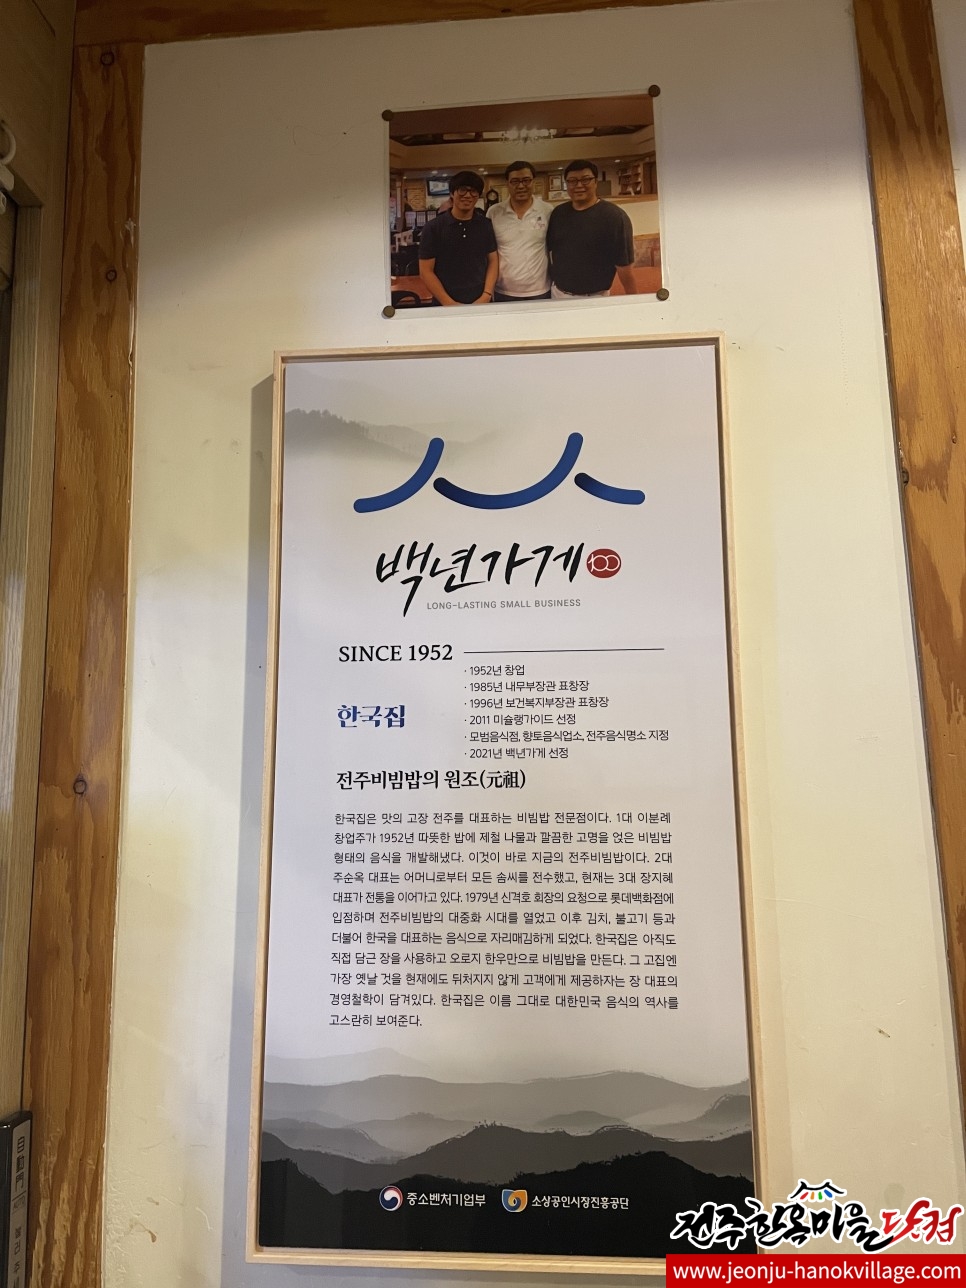 백년가게 100
LONG-LASTING SMALL BUSINESS
SINCE 1952
한국집
· 1952년 창업
· 1985년 내무부장관 표창장
· 1996년 보건복지부장관 표창장
· 2011 미슐랭가이드 선정
· 모범음식점, 향토음식업소, 전주음식명소 지정
· 2021년 백년가게 선정
전주비빔밥의 원조(元祖)
한국집은 맛의 고장 전주를 대표하는 비빔밥 전문점이다. 1대 이분례
창업주가 1952년 따뜻한 밥에 제철 나물과 깔끔한 고명을 얹은 비빔밥
형태의 음식을 개발해냈다. 이것이 바로 지금의 전주비빔밥이다. 2대
주순옥 대표는 어머니로부터 모든 솜씨를 전수했고, 현재는 3대 장지혜
대표가 전통을 이어가고 있다. 1979년 신격호 회장의 요청으로 롯데백화점에
입점하며 전주비빔밥의 대중화 시대를 열었고 이후 김치, 불고기 등과
더불어 한국을 대표하는 음식으로 자리매김하게 되었다. 한국집은 아직도
직접 담근 장을 사용하고 오로지 한우만으로 비빔밥을 만든다. 그 고집엔
가장 옛날 것을 현재에도 뒤처지지 않게 고객에게 제공하자는 장 대표의
경영철학이 담겨있다. 한국집은 이름 그대로 대한민국 음식의 역사를
고스란히 보여준다.
중소벤처기업부 소상공인시장진흥공단
自動門
전주한옥마을닷컴
www.jeonju-hanokvillage.com